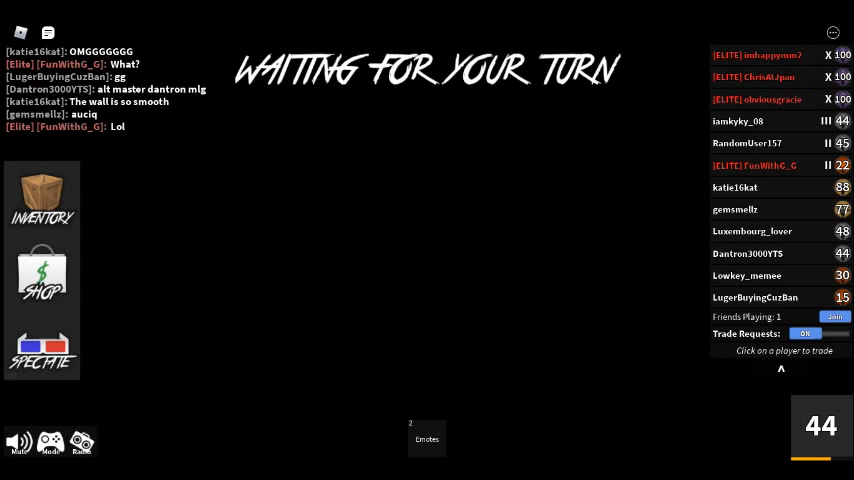 [katie16kat]: OMGGGGGGG
[Elite] [FunWithG_G]: What?
[LugerBuyingCuzBan]: gg
[Dantron3000YTS]: alt master dantron mlg
[katie16kat]: The wall is so smooth
[gemsmellz]: auciq
[Elite] [FunWithG_G]: Lol
WAITING FOR YOUR TURN
INVENTORY
$
SHOP
SPECTATE
Mute
Mode
Radio
2
Emotes
[ELITE] imhappymm? X 100
[ELITE] ChrisAtJpan X 100
[ELITE] obviousgracie X 100
iamkyky_08 III 44
RandomUser157 II 45
[ELITE] FunWithG_G II 22
katie16kat 88
gemsmellz 77
Luxembourg_lover 48
Dantron3000YTS 44
Lowkey_memee 30
LugerBuyingCuzBan 15
Friends Playing: 1 Join
Trade Requests: ON
Click on a player to trade
44